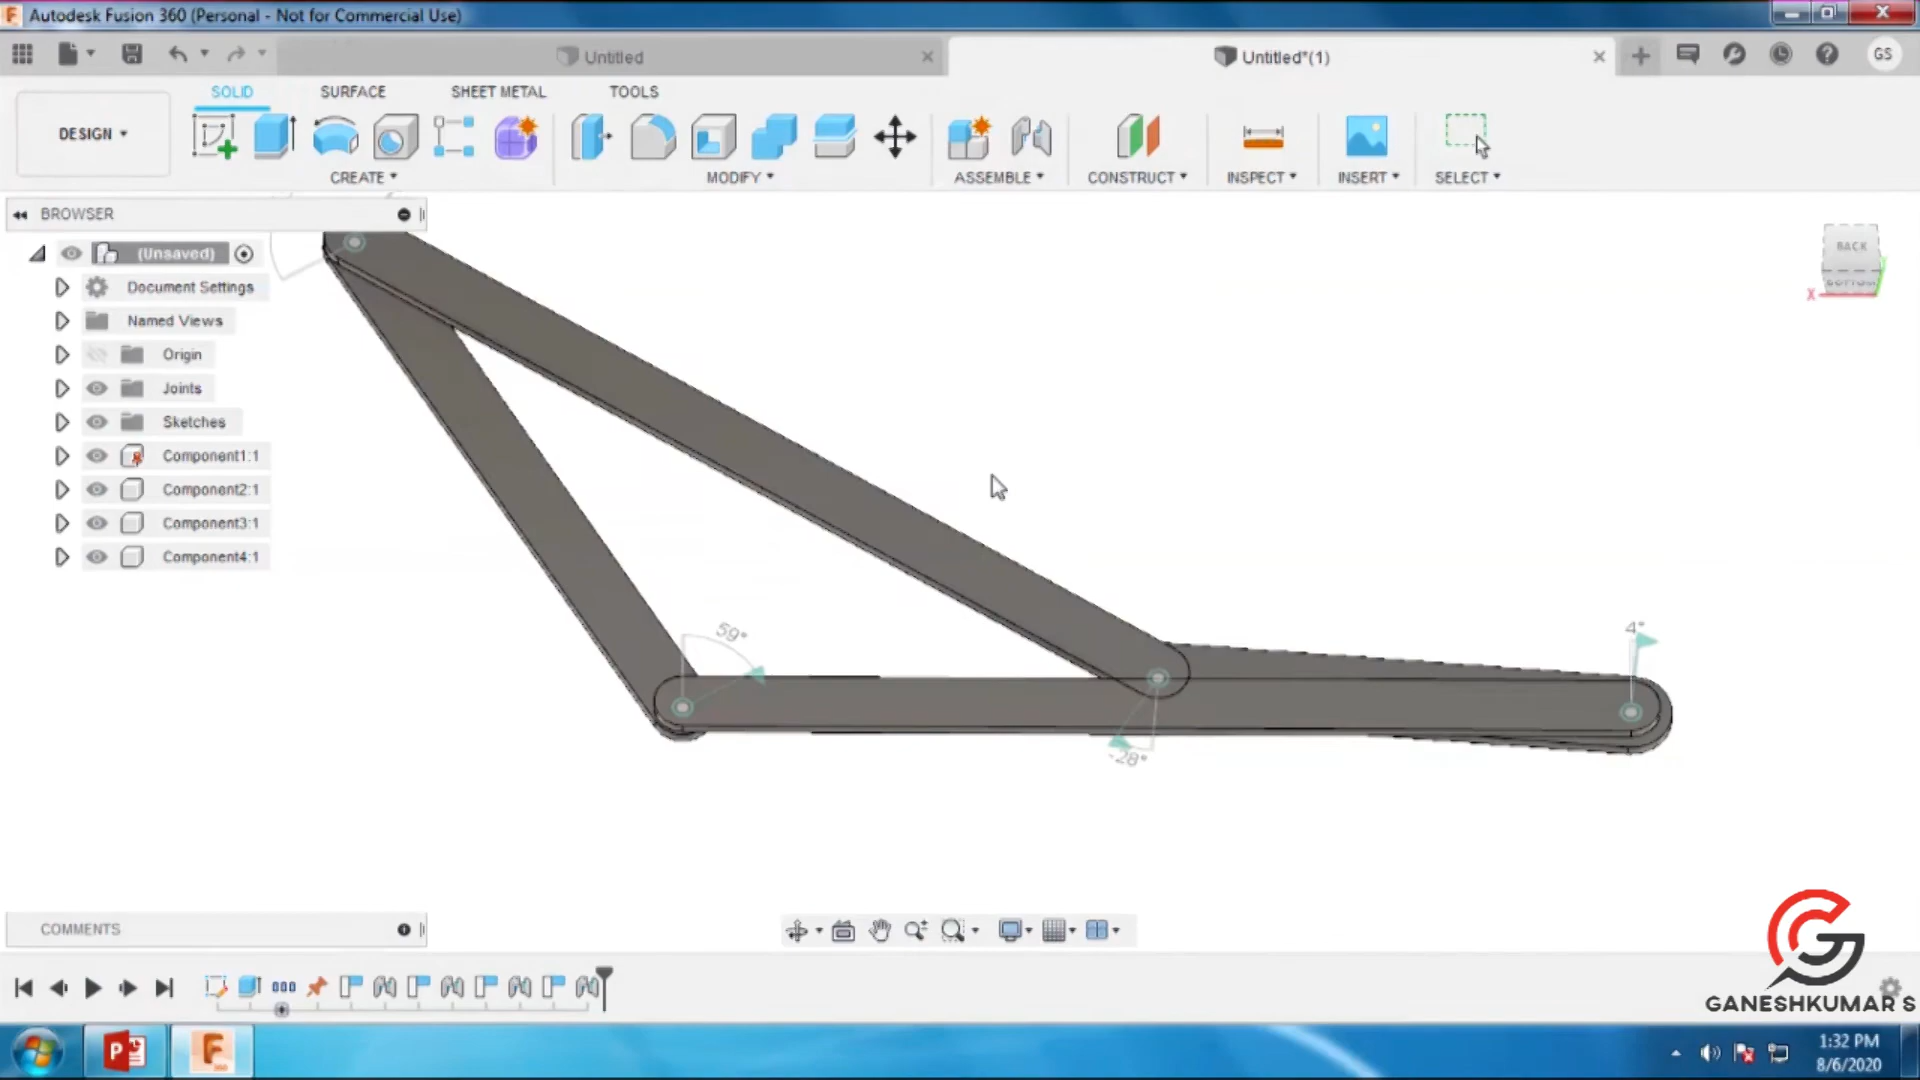 Autodesk Fusion 360 (Personal - Not for Commercial Use)
Untitled
Untitled*(1)
GS
SOLID
SURFACE
SHEET METAL
TOOLS
DESIGN
CREATE
MODIFY
ASSEMBLE
CONSTRUCT
INSPECT
INSERT
SELECT
BROWSER
(Unsaved)
Document Settings
Named Views
Origin
Joints
Sketches
Component1:1
Component2:1
Component3:1
Component4:1
BACK
BOTTOM
X
59°
-28°
4°
COMMENTS
GANESHKUMAR S
1:32 PM
8/6/2020